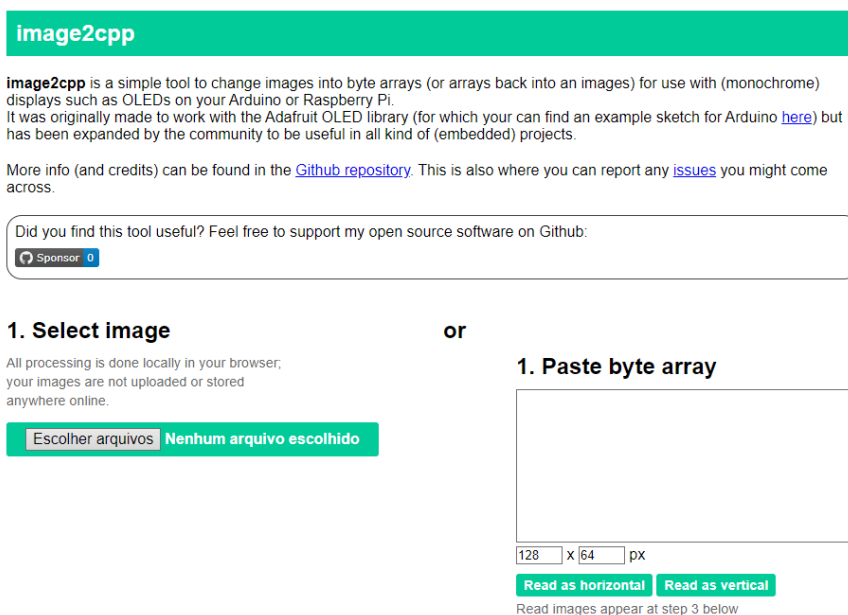 image2cpp
image2cpp is a simple tool to change images into byte arrays (or arrays back into an images) for use with (monochrome)
displays such as OLEDs on your Arduino or Raspberry Pi.
It was originally made to work with the Adafruit OLED library (for which your can find an example sketch for Arduino here) but
has been expanded by the community to be useful in all kind of (embedded) projects.
More info (and credits) can be found in the Github repository. This is also where you can report any issues you might come
across.
Did you find this tool useful? Feel free to support my open source software on Github:
Sponsor 0
1. Select image
All processing is done locally in your browser;
your images are not uploaded or stored
anywhere online.
Escolher arquivos Nenhum arquivo escolhido
or
1. Paste byte array
128 x 64 px
Read as horizontal Read as vertical
Read images appear at step 3 below